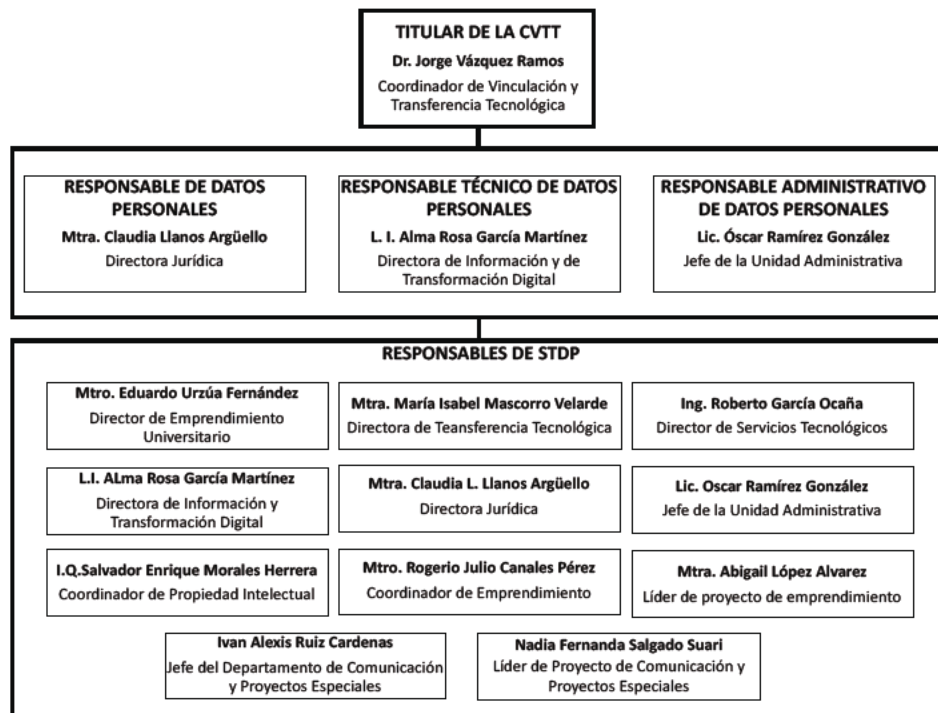 TITULAR DE LA CVTT
Dr. Jorge Vázquez Ramos
Coordinador de Vinculación y
Transferencia Tecnológica
RESPONSABLE DE DATOS
PERSONALES
Mtra. Claudia Llanos Argüello
Directora Jurídica
RESPONSABLE TÉCNICO DE DATOS
PERSONALES
L. I. Alma Rosa García Martínez
Directora de Información y de
Transformación Digital
RESPONSABLE ADMINISTRATIVO
DE DATOS PERSONALES
Lic. Óscar Ramírez González
Jefe de la Unidad Administrativa
RESPONSABLES DE STDP
Mtro. Eduardo Urzúa Fernández
Director de Emprendimiento
Universitario
Mtra. María Isabel Mascorro Velarde
Directora de Teansferencia Tecnológica
Ing. Roberto García Ocaña
Director de Servicios Tecnológicos
L.I. ALma Rosa García Martínez
Directora de Información y
Transformación Digital
Mtra. Claudia L. Llanos Argüello
Directora Jurídica
Lic. Oscar Ramírez González
Jefe de la Unidad Administrativa
I.Q.Salvador Enrique Morales Herrera
Coordinador de Propiedad Intelectual
Mtro. Rogerio Julio Canales Pérez
Coordinador de Emprendimiento
Mtra. Abigail López Alvarez
Líder de proyecto de emprendimiento
Ivan Alexis Ruiz Cardenas
Jefe del Departamento de Comunicación
y Proyectos Especiales
Nadia Fernanda Salgado Suari
Líder de Proyecto de Comunicación y
Proyectos Especiales